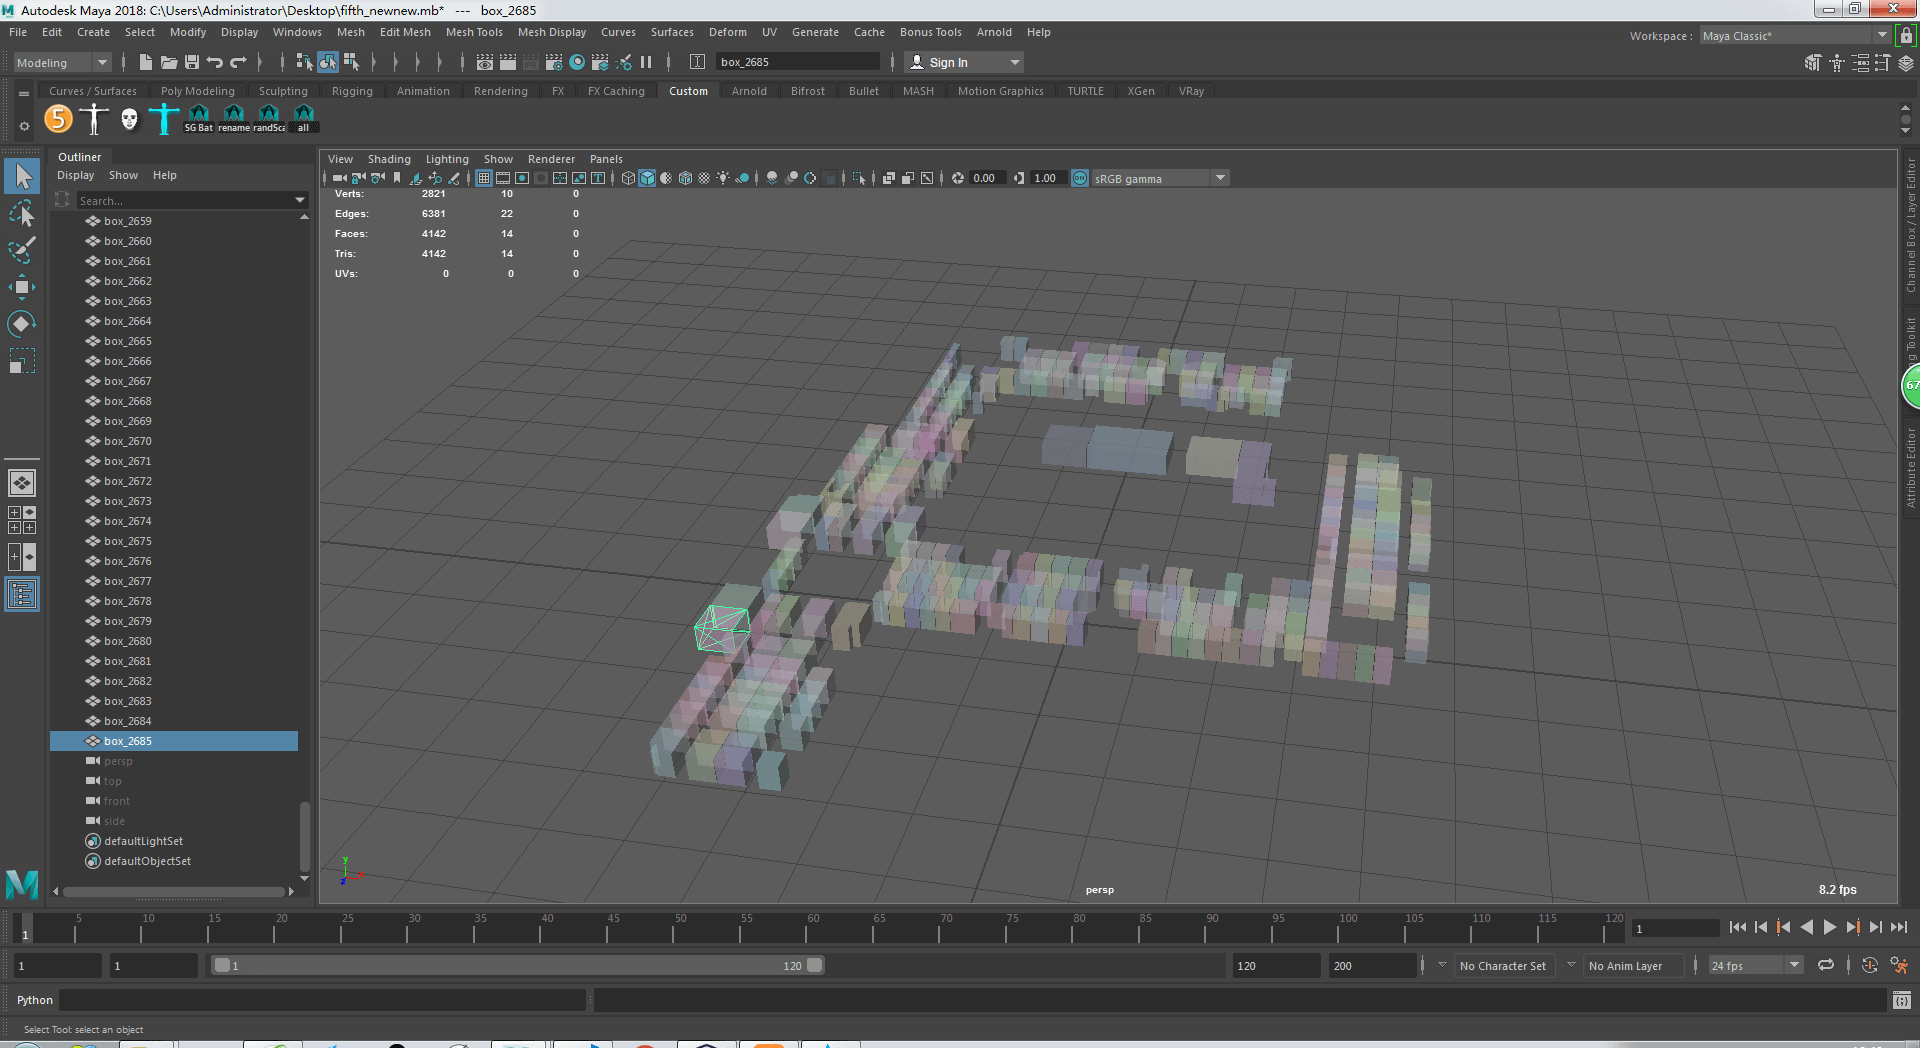 Autodesk Maya 2018: C:\Users\Administrator\Desktop\fifth_newnew.mb*   ---   box_2685
File Edit Create Select Modify Display Windows Mesh Edit Mesh Mesh Tools Mesh Display Curves Surfaces Deform UV Generate Cache Bonus Tools Arnold Help
Workspace : Maya Classic*
Modeling box_2685 Sign In
Curves / Surfaces Poly Modeling Sculpting Rigging Animation Rendering FX FX Caching Custom Arnold Bifrost Bullet MASH Motion Graphics TURTLE XGen VRay
5 SG Bat rename randSca all
Outliner
Display Show Help
Search...
box_2659
box_2660
box_2661
box_2662
box_2663
box_2664
box_2665
box_2666
box_2667
box_2668
box_2669
box_2670
box_2671
box_2672
box_2673
box_2674
box_2675
box_2676
box_2677
box_2678
box_2679
box_2680
box_2681
box_2682
box_2683
box_2684
box_2685
persp
top
front
side
defaultLightSet
defaultObjectSet
View Shading Lighting Show Renderer Panels
0.00 1.00 ON sRGB gamma
Verts: 2821 10 0
Edges: 6381 22 0
Faces: 4142 14 0
Tris: 4142 14 0
UVs: 0 0 0
y
persp
8.2 fps
Channel Box / Layer Editor
g Toolkit
67
Attribute Editor
5 10 15 20 25 30 35 40 45 50 55 60 65 70 75 80 85 90 95 100 105 110 115 120
1 1
1 1 1 120 120 200 No Character Set No Anim Layer 24 fps
Python
Select Tool: select an object